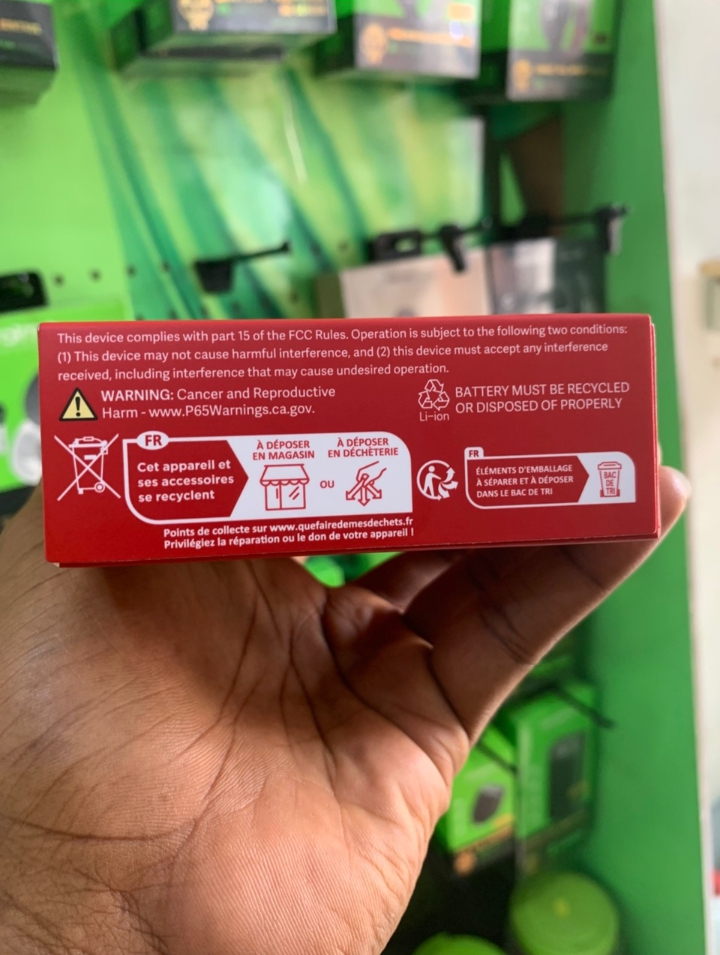 This device complies with part 15 of the FCC Rules. Operation is subject to the following two conditions:
(1) This device may not cause harmful interference, and (2) this device must accept any interference
received, including interference that may cause undesired operation.
WARNING: Cancer and Reproductive
Harm - www.P65Warnings.ca.gov.
Li-ion
BATTERY MUST BE RECYCLED
OR DISPOSED OF PROPERLY
FR
Cet appareil et
ses accessoires
se recyclent
À DÉPOSER
EN MAGASIN
OU
À DÉPOSER
EN DÉCHÈTERIE
Points de collecte sur www.quefairedemesdechets.fr
Privilégiez la réparation ou le don de votre appareil !
FR
ÉLÉMENTS D'EMBALLAGE
À SÉPARER ET À DÉPOSER
DANS LE BAC DE TRI
BAC
DE
TRI